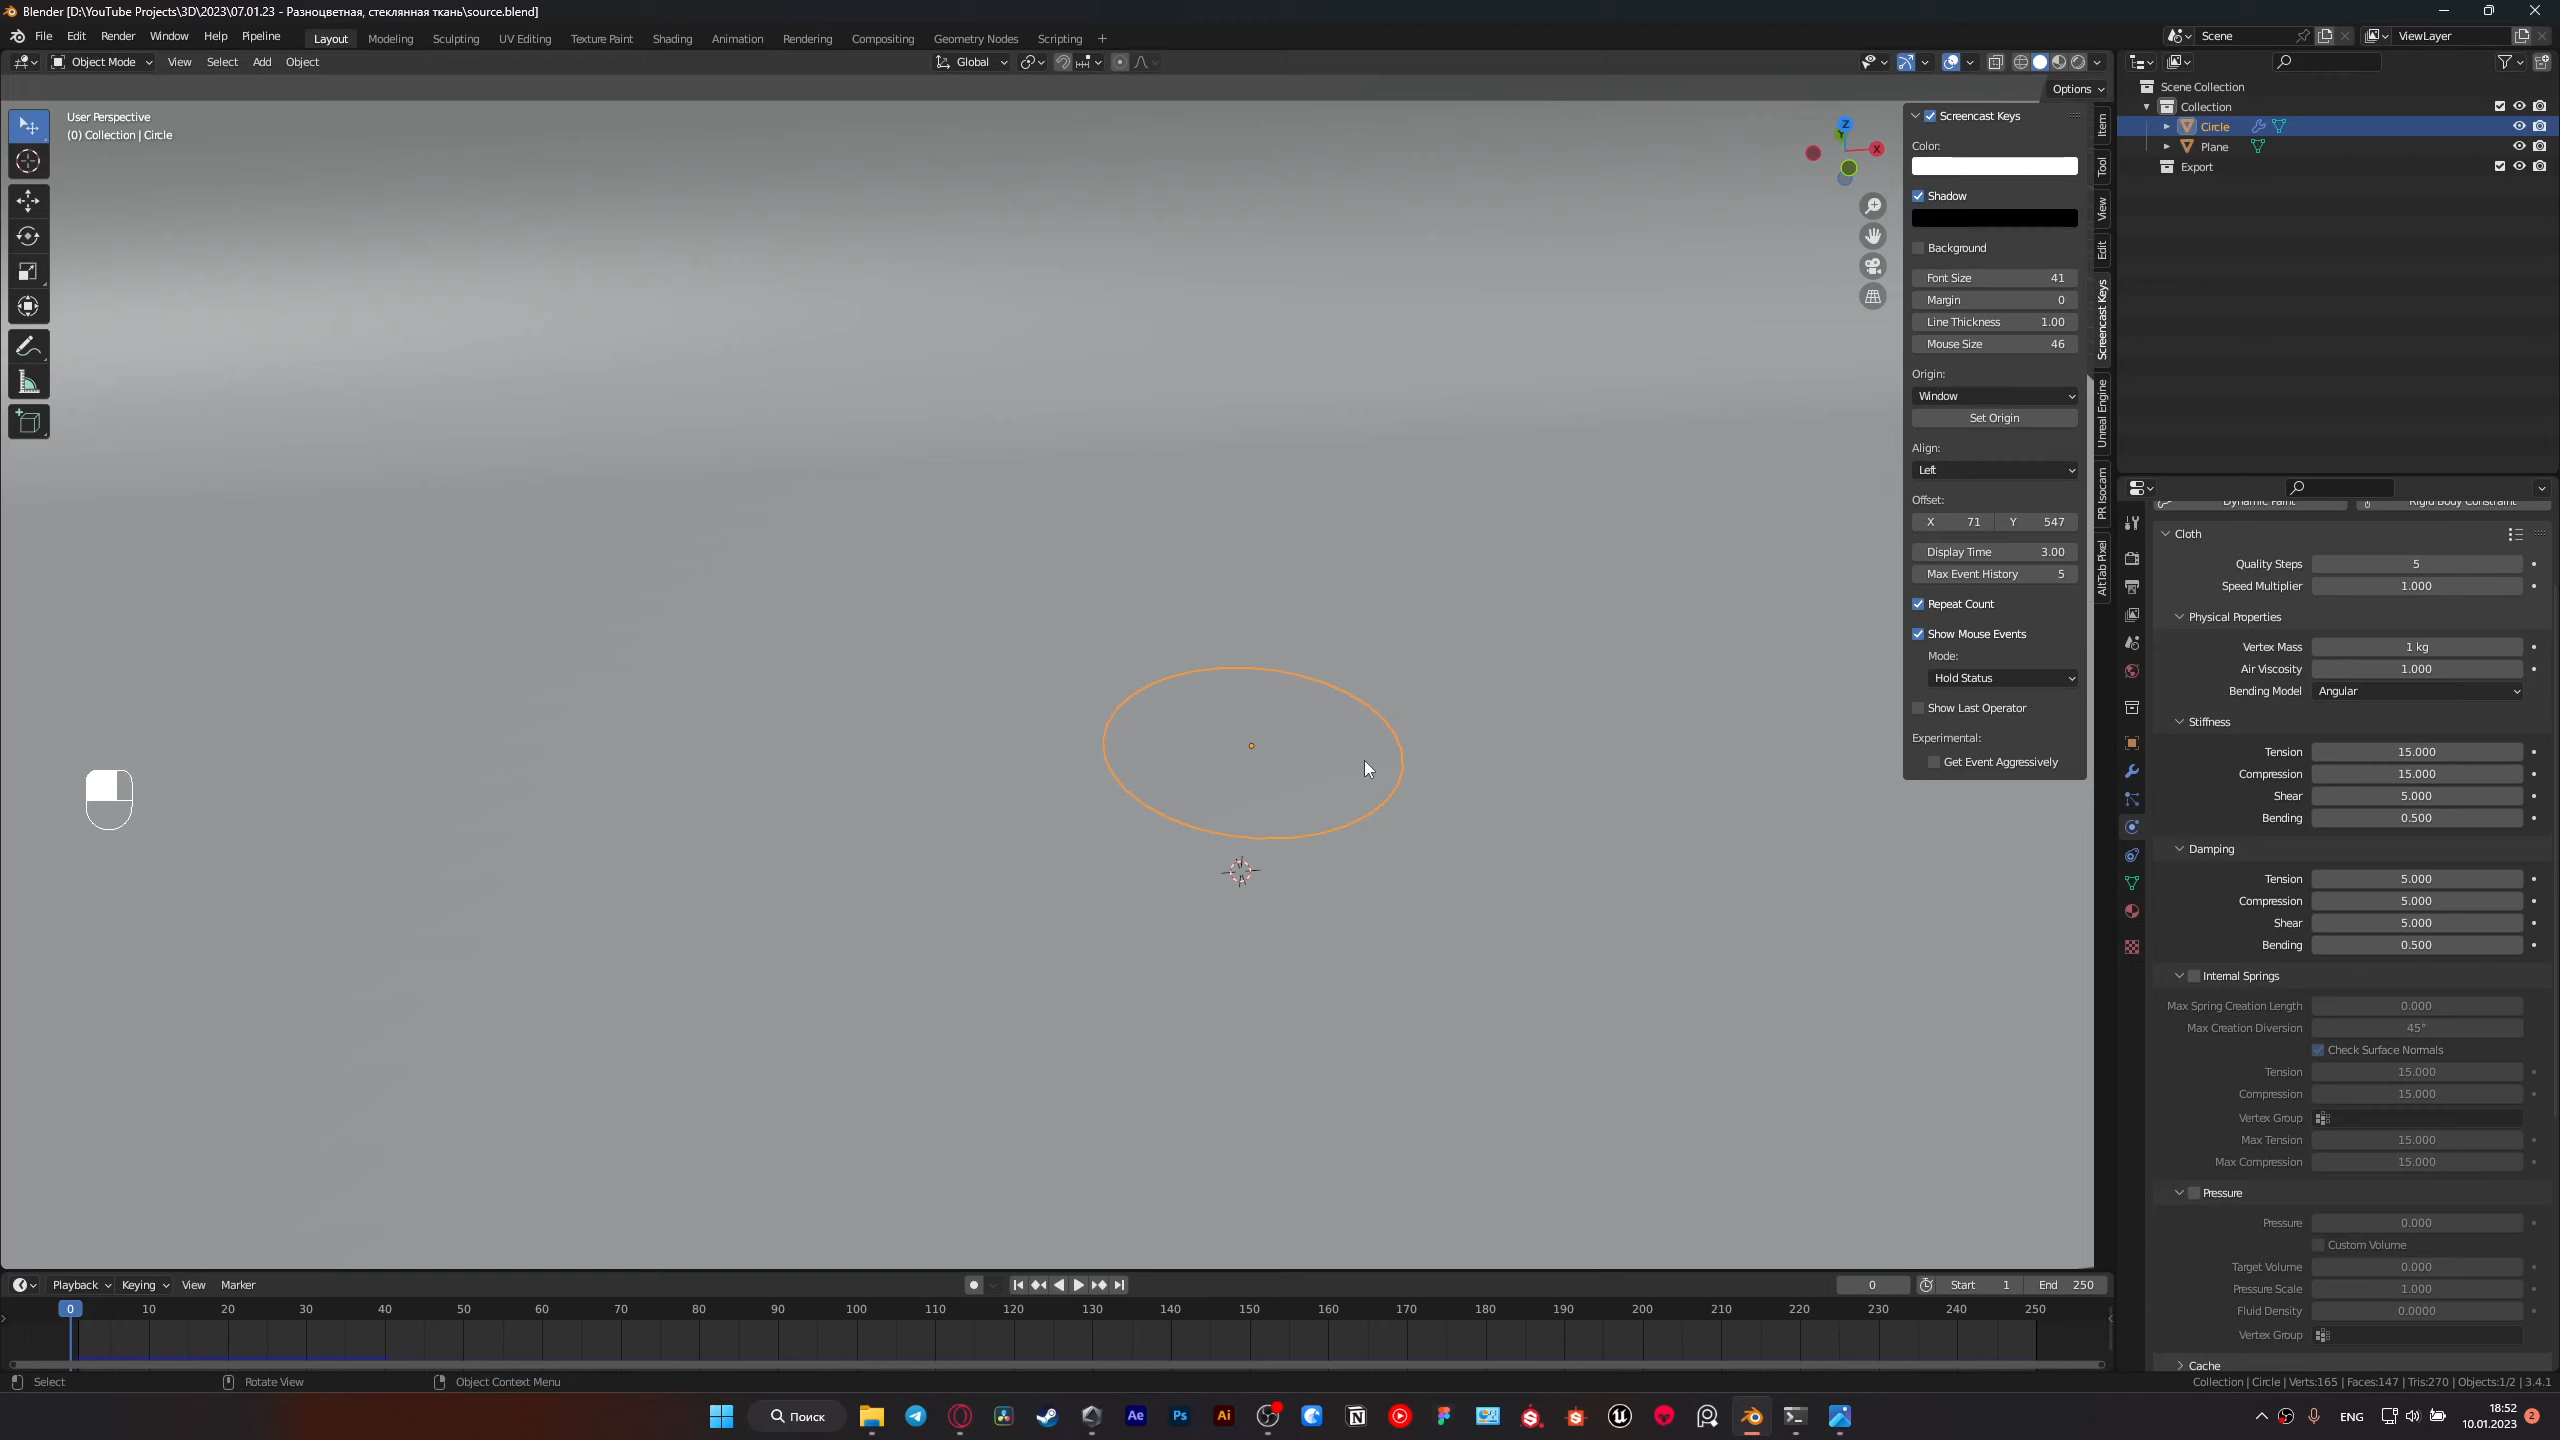 Blender [D:\YouTube Projects\3D\2023\07.01.23 - Разноцветная, стеклянная ткань\source.blend]
File Edit Render Window Help Pipeline
Layout Modeling Sculpting UV Editing Texture Paint Shading Animation Rendering Compositing Geometry Nodes Scripting +
Scene
ViewLayer
Object Mode View Select Add Object
Global
Options
User Perspective
(0) Collection | Circle
Z
Y
X
Screencast Keys
Color:
Shadow
Background
Font Size 41
Margin 0
Line Thickness 1.00
Mouse Size 46
Origin:
Window
Set Origin
Align:
Left
Offset:
X 71 Y 547
Display Time 3.00
Max Event History 5
Repeat Count
Show Mouse Events
Mode:
Hold Status
Show Last Operator
Experimental:
Get Event Aggressively
Item
Tool
View
Edit
Screencast Keys
Unreal Engine
PR Isocam
AltTab Pixel
Scene Collection
Collection
Circle
Plane
Export
Dynamic Paint Rigid Body Constraint
Cloth
Quality Steps 5
Speed Multiplier 1.000
Physical Properties
Vertex Mass 1 kg
Air Viscosity 1.000
Bending Model Angular
Stiffness
Tension 15.000
Compression 15.000
Shear 5.000
Bending 0.500
Damping
Tension 5.000
Compression 5.000
Shear 5.000
Bending 0.500
Internal Springs
Max Spring Creation Length 0.000
Max Creation Diversion 45°
Check Surface Normals
Tension 15.000
Compression 15.000
Vertex Group
Max Tension 15.000
Max Compression 15.000
Pressure
Pressure 0.000
Custom Volume
Target Volume 0.000
Pressure Scale 1.000
Fluid Density 0.0000
Vertex Group
Cache
Playback Keying View Marker
0 Start 1 End 250
0 10 20 30 40 50 60 70 80 90 100 110 120 130 140 150 160 170 180 190 200 210 220 230 240 250
Select Rotate View Object Context Menu
Collection | Circle | Verts:165 | Faces:147 | Tris:270 | Objects:1/2 | 3.4.1
Поиск
Ae
Ps
Ai
ENG
18:52
10.01.2023
2